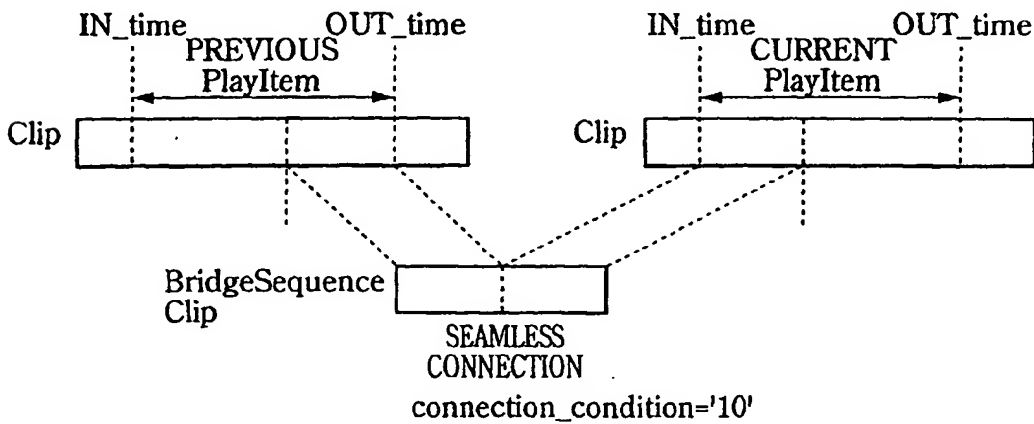 IN_time
OUT_time
PREVIOUS
PlayItem
Clip
IN_time
OUT_time
CURRENT
PlayItem
Clip
BridgeSequence
Clip
SEAMLESS
CONNECTION
connection_condition='10'